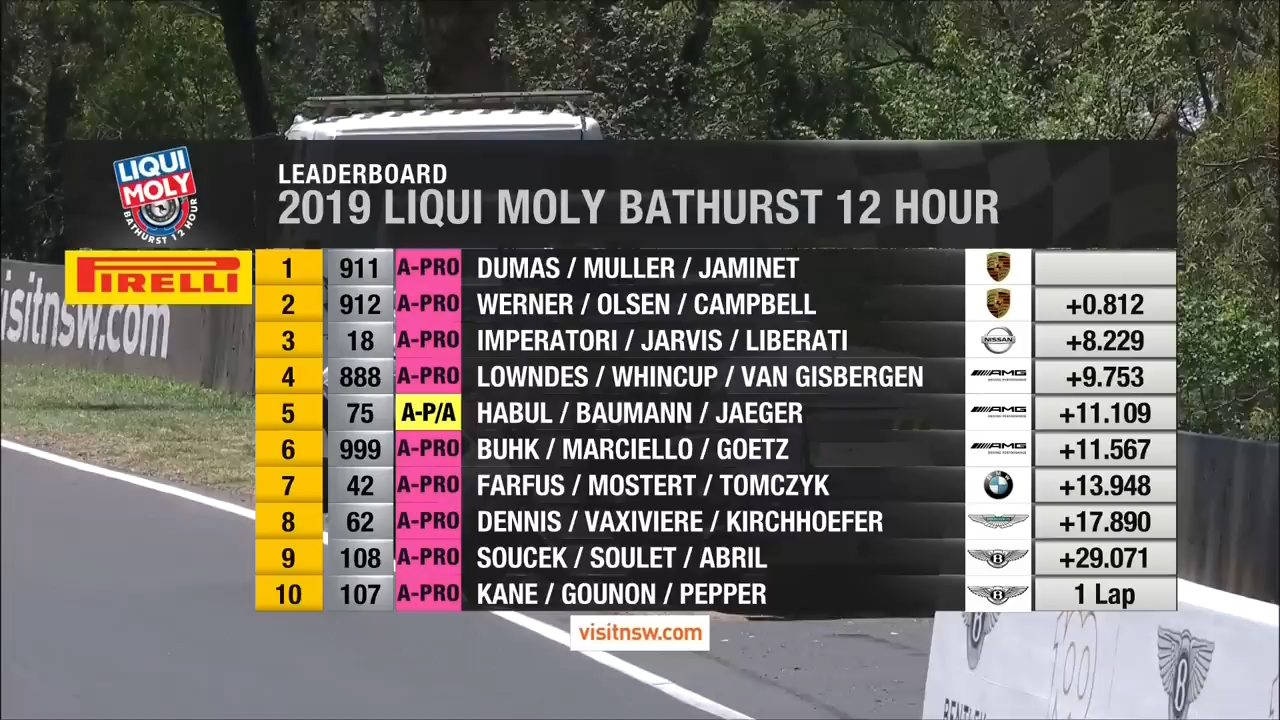 LIQUI
MOLY
BATHURST 12 HOUR
LEADERBOARD
2019 LIQUI MOLY BATHURST 12 HOUR
PIRELLI
1 911 A-PRO DUMAS / MULLER / JAMINET
2 912 A-PRO WERNER / OLSEN / CAMPBELL +0.812
3 18 A-PRO IMPERATORI / JARVIS / LIBERATI NISSAN +8.229
4 888 A-PRO LOWNDES / WHINCUP / VAN GISBERGEN AMG +9.753
5 75 A-P/A HABUL / BAUMANN / JAEGER AMG +11.109
6 999 A-PRO BUHK / MARCIELLO / GOETZ AMG +11.567
7 42 A-PRO FARFUS / MOSTERT / TOMCZYK +13.948
8 62 A-PRO DENNIS / VAXIVIERE / KIRCHHOEFER +17.890
9 108 A-PRO SOUCEK / SOULET / ABRIL B +29.071
10 107 A-PRO KANE / GOUNON / PEPPER B 1 Lap
isitnsw.com
visitnsw.com
B
B
100